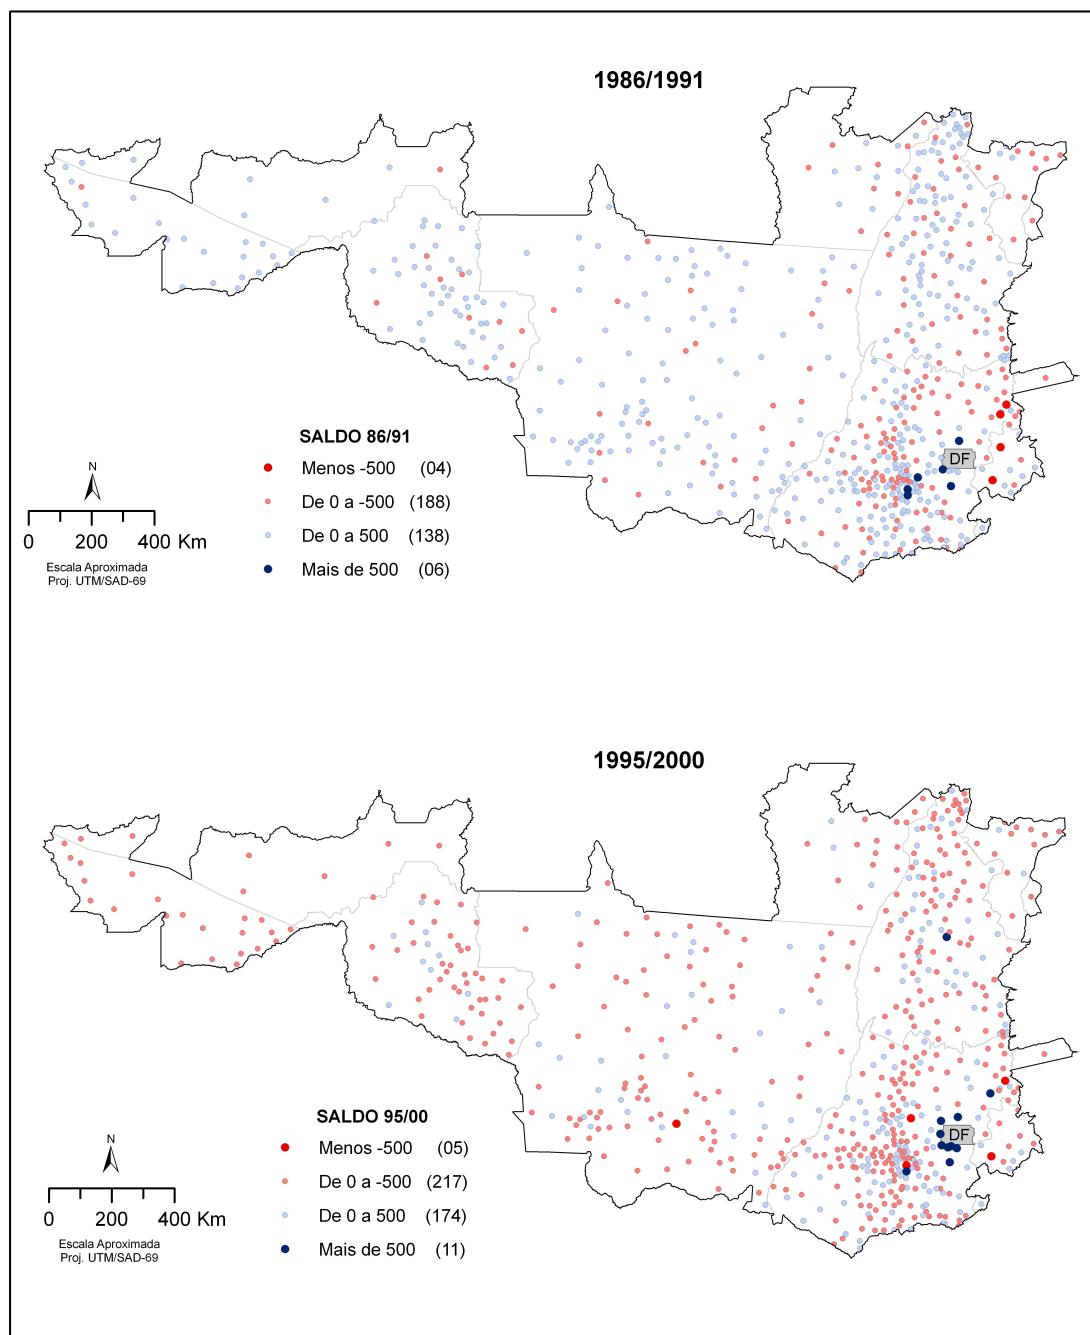 1986/1991
SALDO 86/91
Menos -500 (04)
De 0 a -500 (188)
De 0 a 500 (138)
Mais de 500 (06)
N
0 200 400 Km
Escala Aproximada
Proj. UTM/SAD-69
DF
1995/2000
SALDO 95/00
Menos -500 (05)
De 0 a -500 (217)
De 0 a 500 (174)
Mais de 500 (11)
N
0 200 400 Km
Escala Aproximada
Proj. UTM/SAD-69
DF